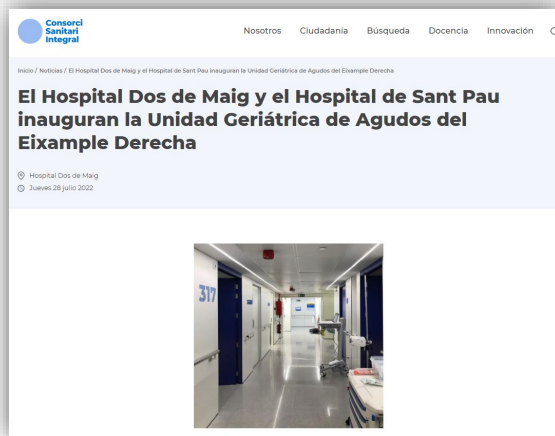 Consorci
Sanitari
Integral
Nosotros Ciudadanía Búsqueda Docencia Innovación
Inicio / Noticias / El Hospital Dos de Maig y el Hospital de Sant Pau inauguran la Unidad Geriátrica de Agudos del Eixample Derecha
El Hospital Dos de Maig y el Hospital de Sant Pau
inauguran la Unidad Geriátrica de Agudos del
Eixample Derecha
Hospital Dos de Maig
Jueves 28 julio 2022
317